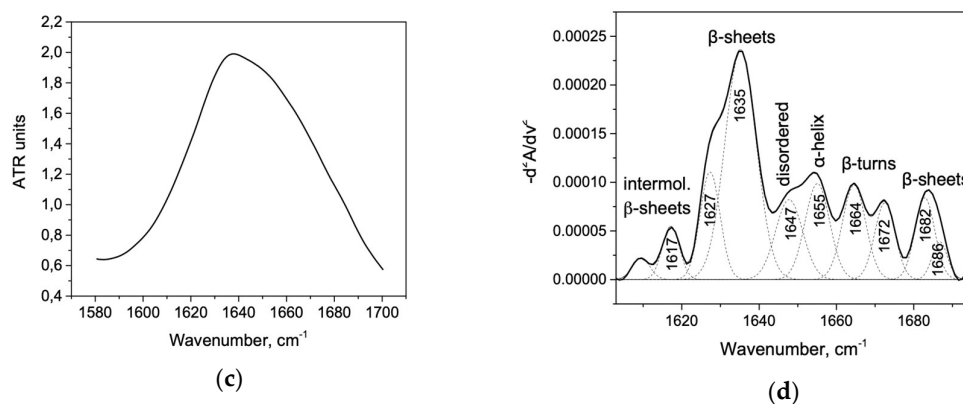 2,2
2,0
1,8
1,6
1,4
1,2
1,0
0,8
0,6
0,4
ATR units
1580 1600 1620 1640 1660 1680 1700
Wavenumber, cm⁻¹
(c)
0.00025
0.00020
0.00015
0.00010
0.00005
0.00000
-d²A/dν²
β-sheets
intermol.
β-sheets
disordered
α-helix
β-turns
β-sheets
1617
1627
1635
1647
1655
1664
1672
1682
1686
1620 1640 1660 1680
Wavenumber, cm⁻¹
(d)